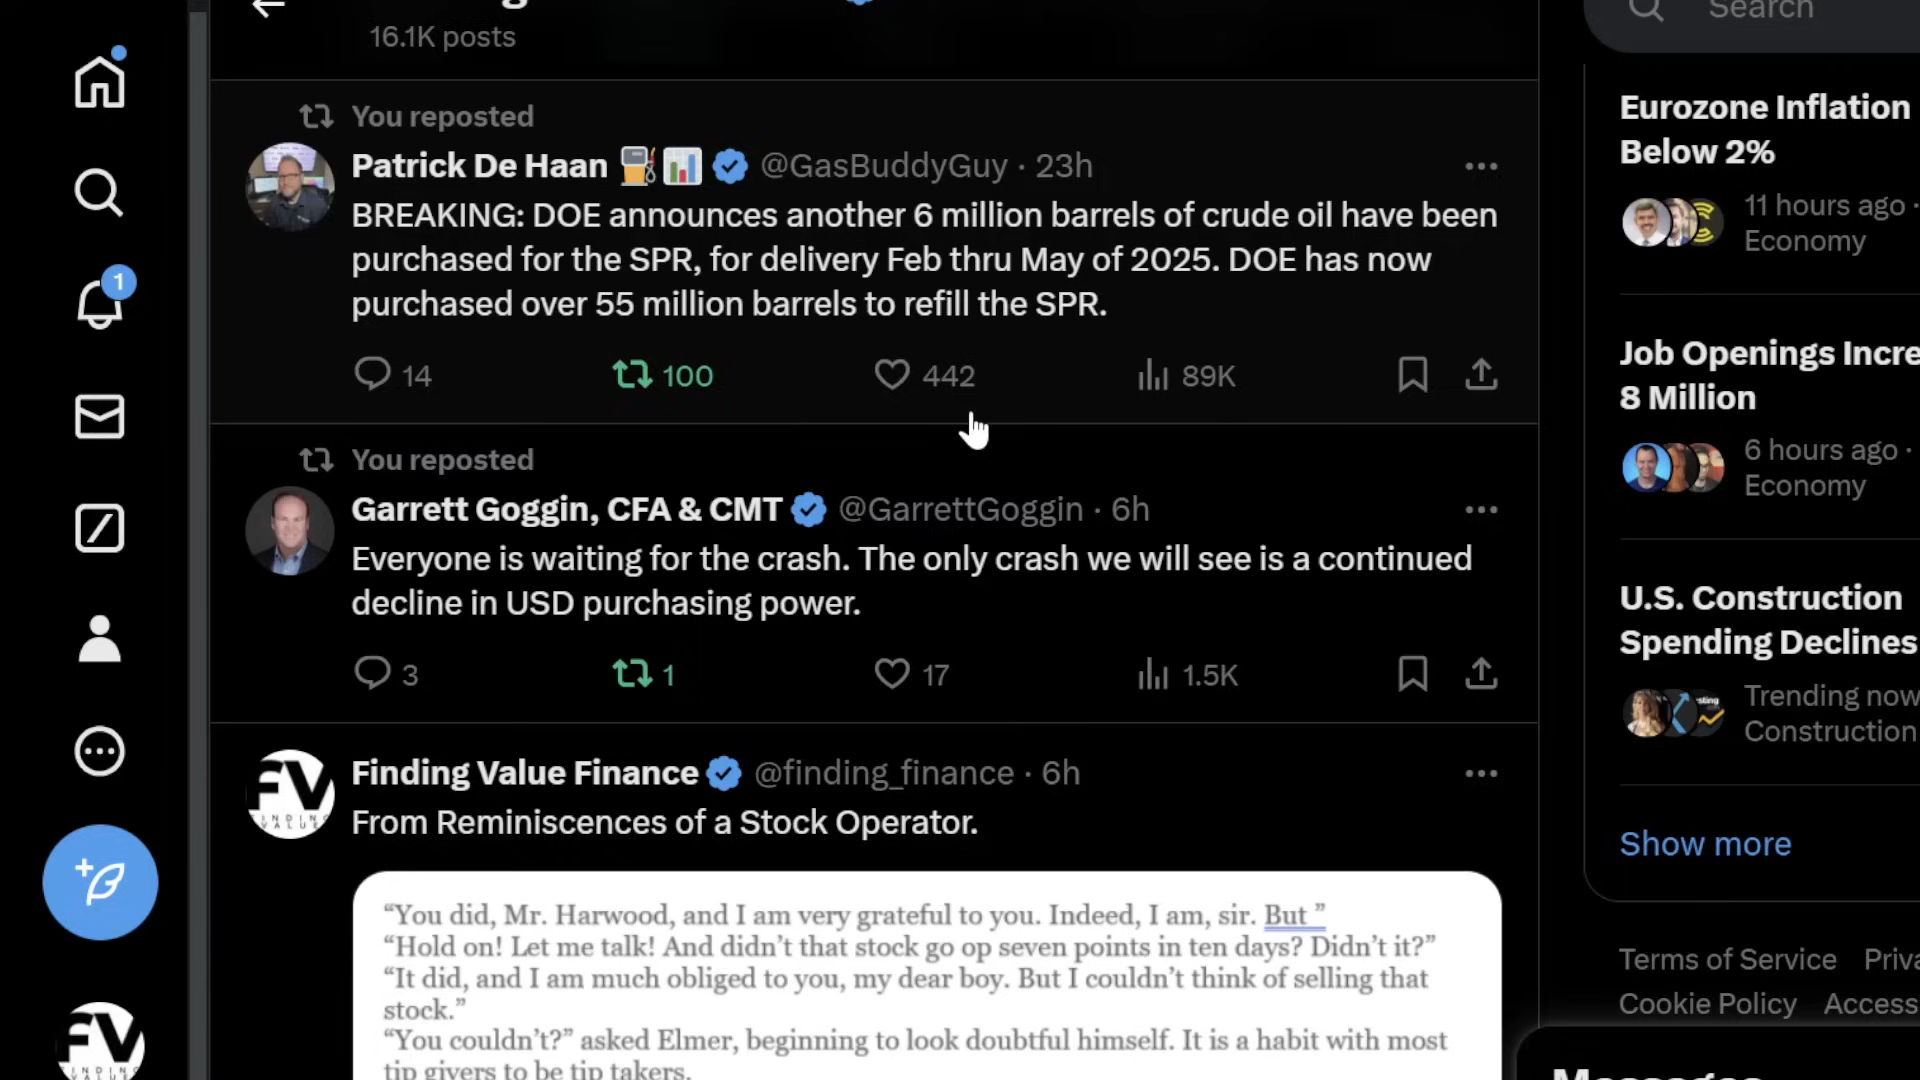 16.1K posts
You reposted
Patrick De Haan @GasBuddyGuy · 23h
BREAKING: DOE announces another 6 million barrels of crude oil have been
purchased for the SPR, for delivery Feb thru May of 2025. DOE has now
purchased over 55 million barrels to refill the SPR.
14 100 442 89K
You reposted
Garrett Goggin, CFA & CMT @GarrettGoggin · 6h
Everyone is waiting for the crash. The only crash we will see is a continued
decline in USD purchasing power.
3 1 17 1.5K
FV
FINDING
VALUE
Finding Value Finance @finding_finance · 6h
From Reminiscences of a Stock Operator.
“You did, Mr. Harwood, and I am very grateful to you. Indeed, I am, sir. But ”
“Hold on! Let me talk! And didn’t that stock go op seven points in ten days? Didn’t it?”
“It did, and I am much obliged to you, my dear boy. But I couldn’t think of selling that
stock.”
“You couldn’t?” asked Elmer, beginning to look doubtful himself. It is a habit with most
tip givers to be tip takers.
1
FV
FINDING
Search
Eurozone Inflation
Below 2%
11 hours ago ·
Economy
Job Openings Incre
8 Million
6 hours ago ·
Economy
U.S. Construction
Spending Declines
Trending now
Construction
Show more
Terms of Service Priva
Cookie Policy Access
Messages